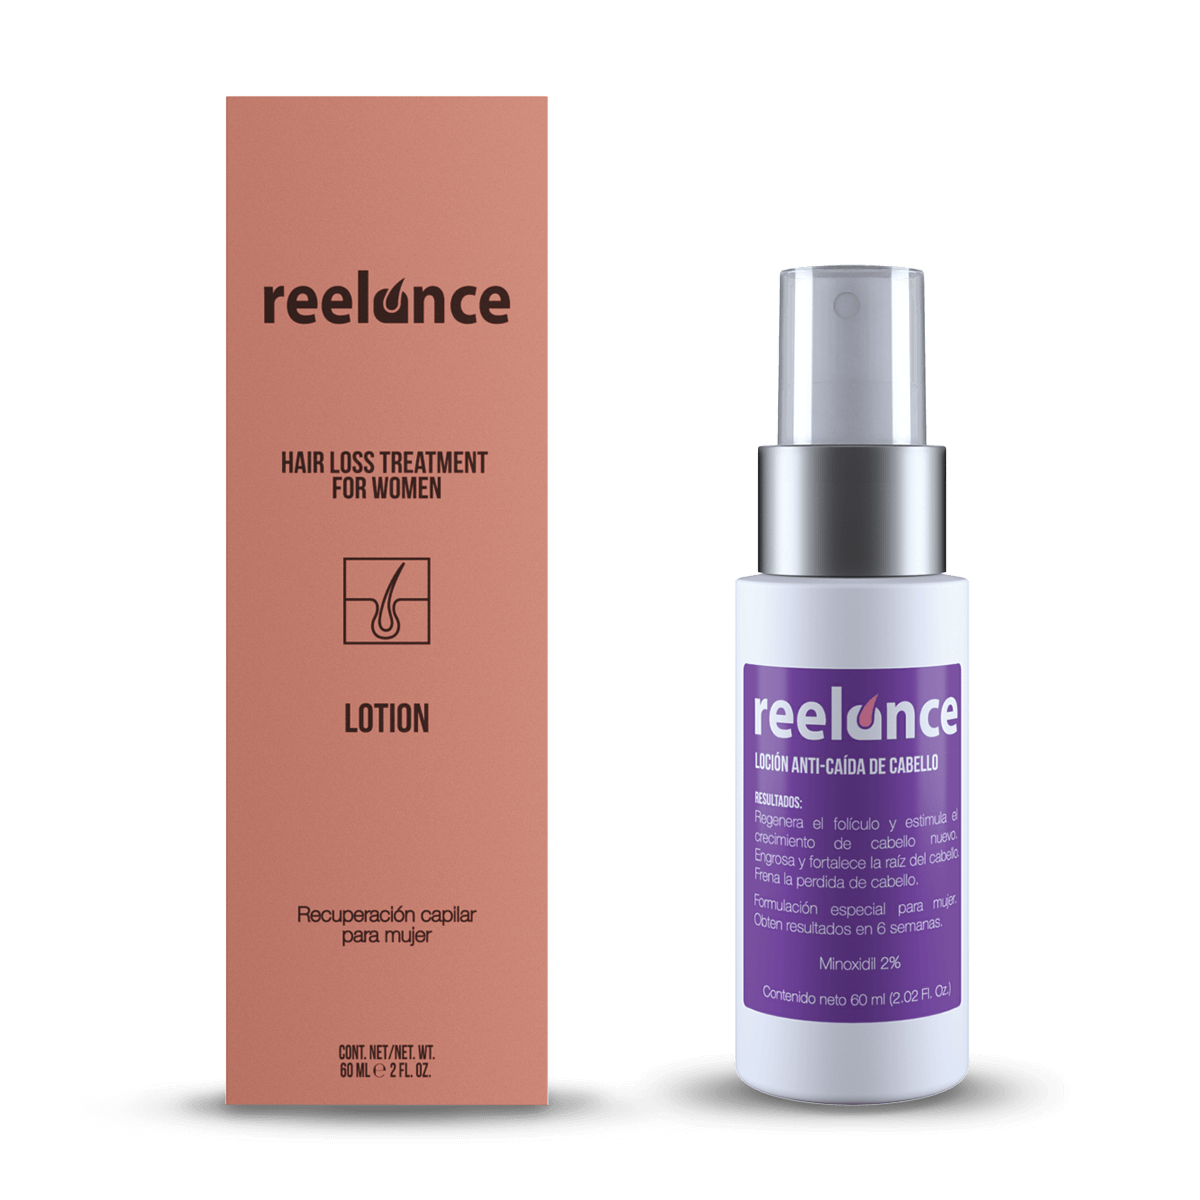 reelance
HAIR LOSS TREATMENT
FOR WOMEN
LOTION
Recuperación capilar
para mujer
CONT. NET/NET. WT.
60 ML ℮ 2 FL. OZ.
reelance
LOCIÓN ANTI-CAÍDA DE CABELLO
RESULTADOS:
Regenera el folículo y estimula el
crecimiento de cabello nuevo.
Engrosa y fortalece la raíz del cabello.
Frena la perdida de cabello.
Formulación especial para mujer.
Obten resultados en 6 semanas.
Minoxidil 2%
Contenido neto 60 ml (2.02 Fl. Oz.)